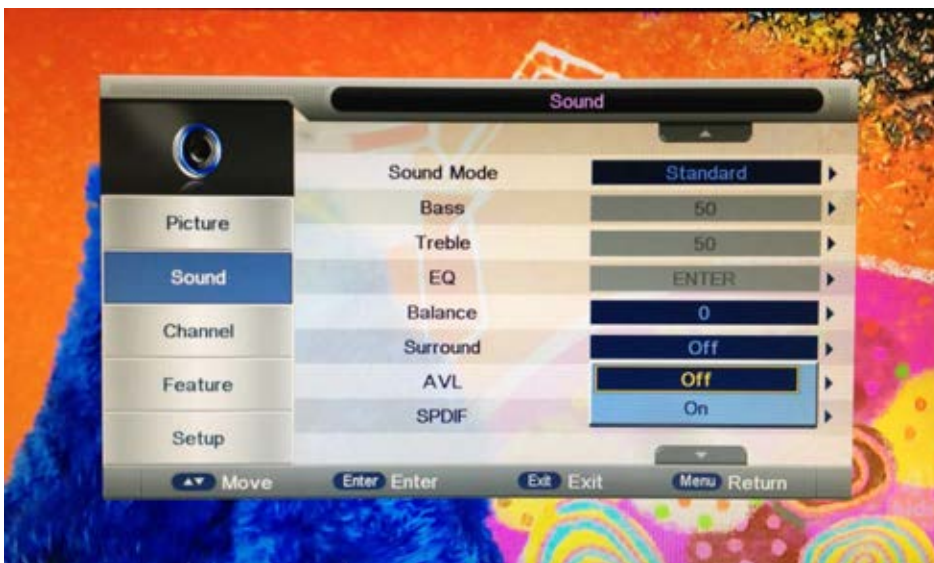 Sound
Sound Mode Standard
Bass 50
Treble 50
EQ ENTER
Balance 0
Surround Off
AVL Off
On
SPDIF
Picture
Sound
Channel
Feature
Setup
Move Enter Enter Exit Exit Menu Return